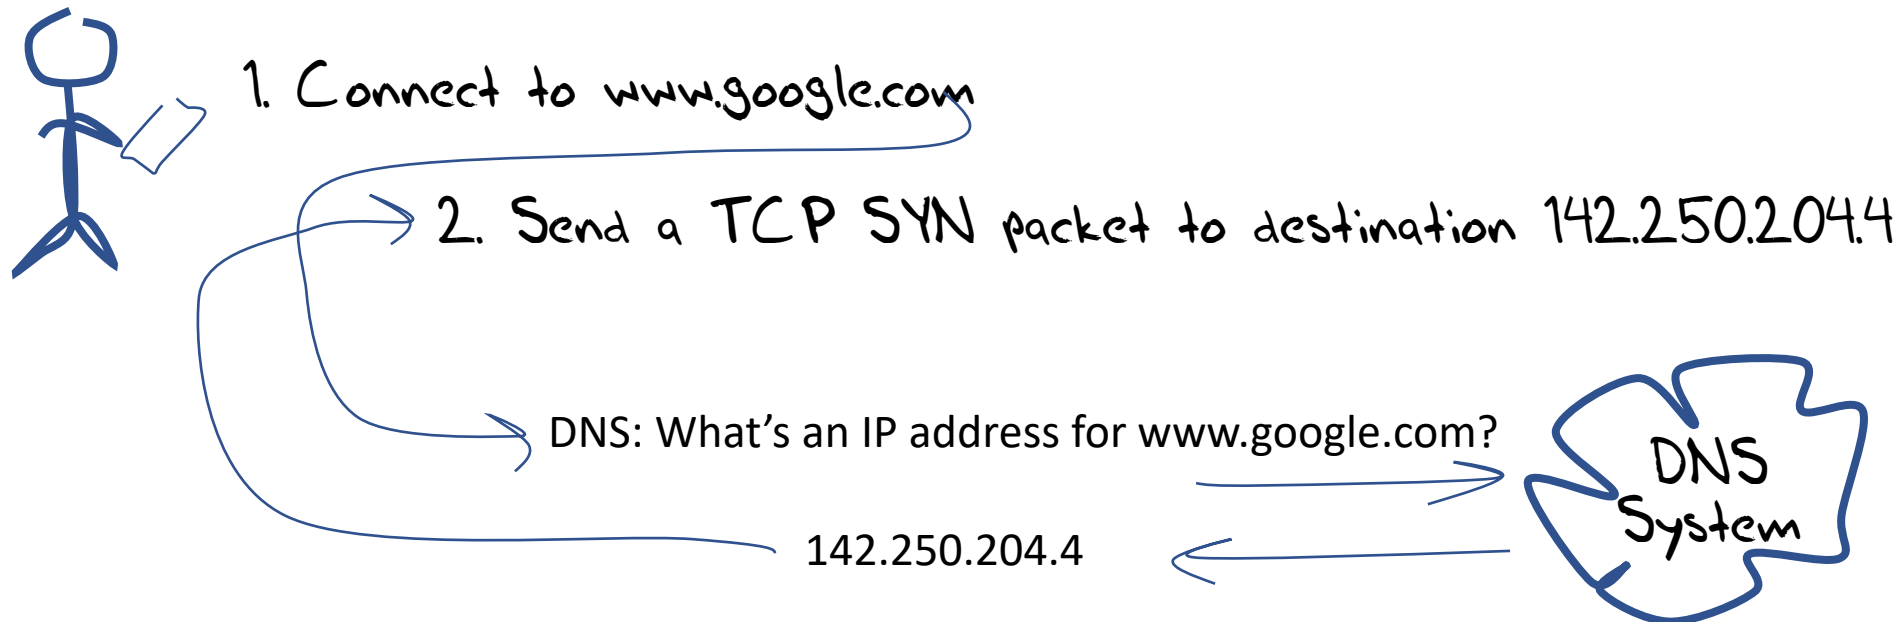 1. Connect to www.google.com
2. Send a TCP SYN packet to destination 142.250.204.4
DNS: What's an IP address for www.google.com?
142.250.204.4
DNS
System